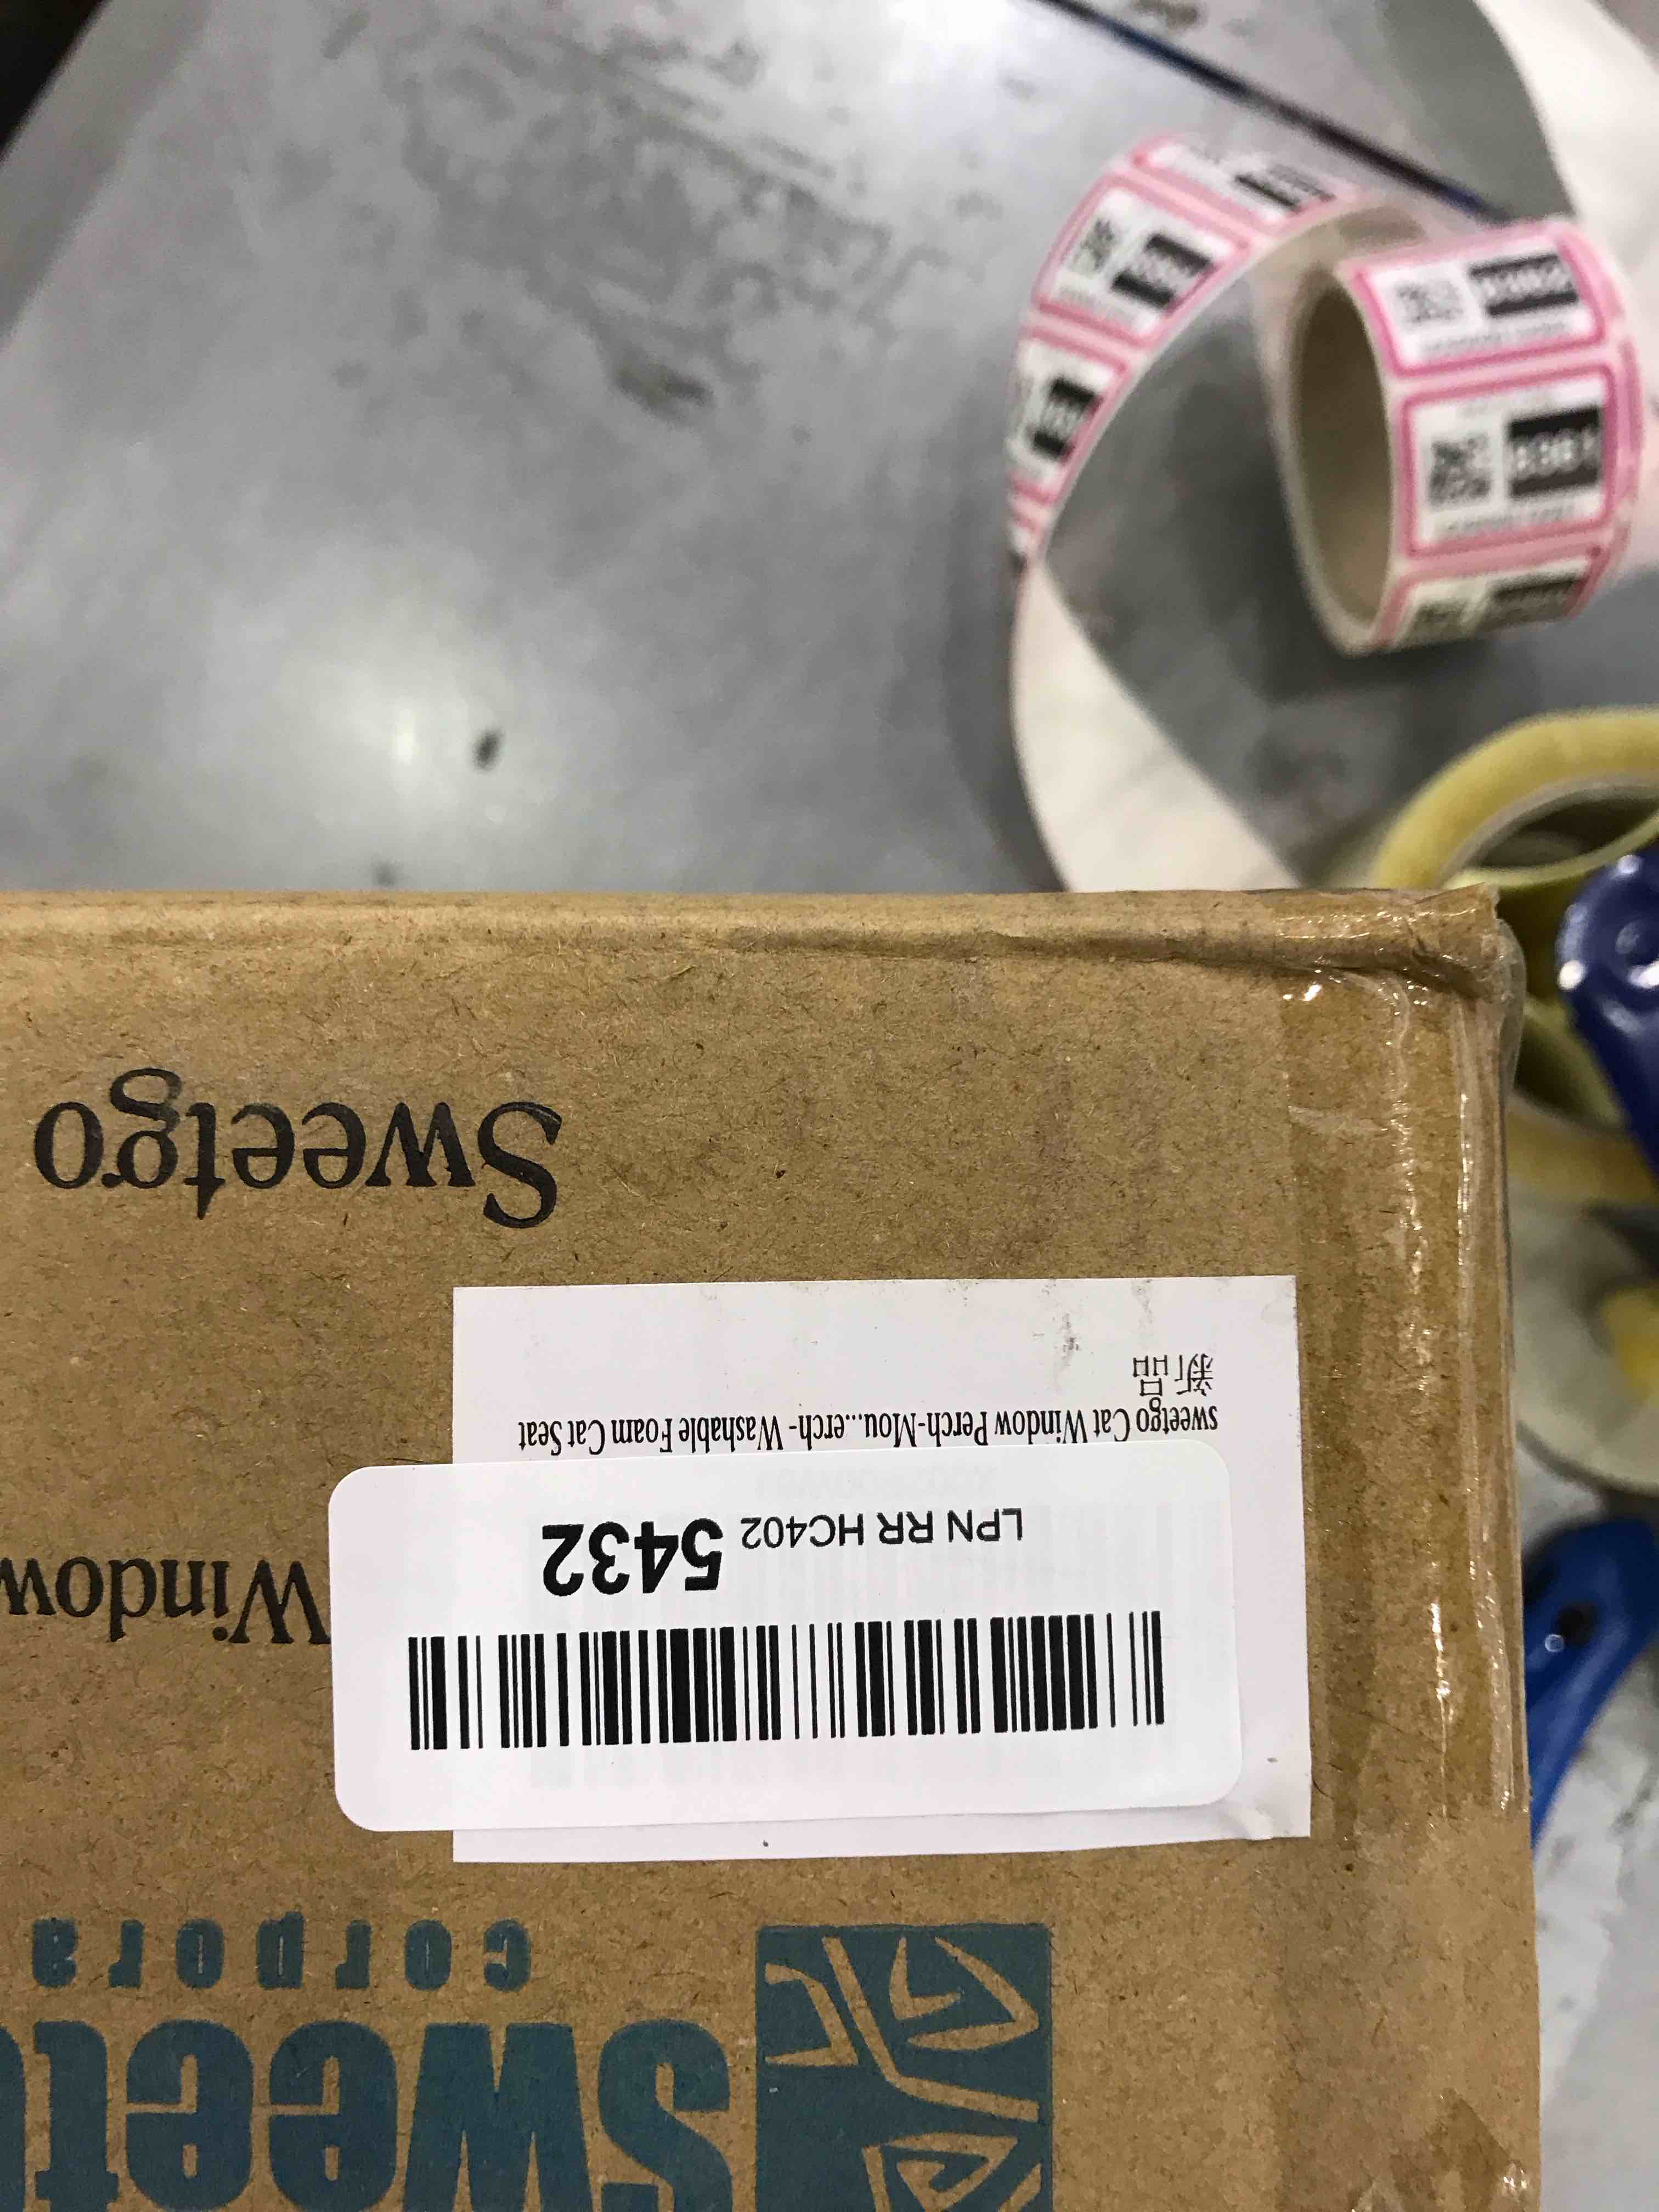 Sweet
corpora
Window
LPN RR HC402 5432
sweetgo Cat Window Perch-Mou...erch- Washable Foam Cat Seat
新品
Sweetgo